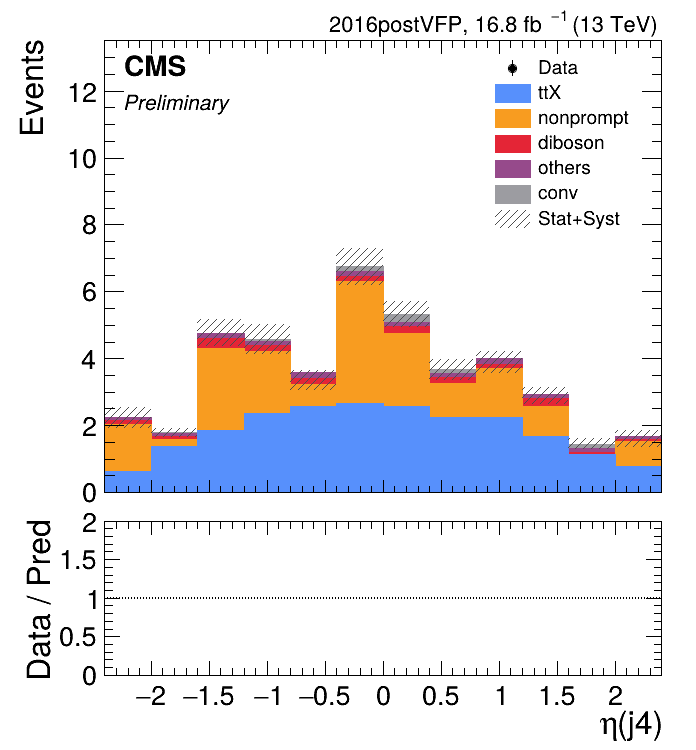 2016postVFP, 16.8 fb⁻¹ (13 TeV)
CMS
Preliminary
Data
ttX
nonprompt
diboson
others
conv
Stat+Syst
Events
12
10
8
6
4
2
0
Data / Pred
2
1.5
1
0.5
0
−2 −1.5 −1 −0.5 0 0.5 1 1.5 2
η(j4)